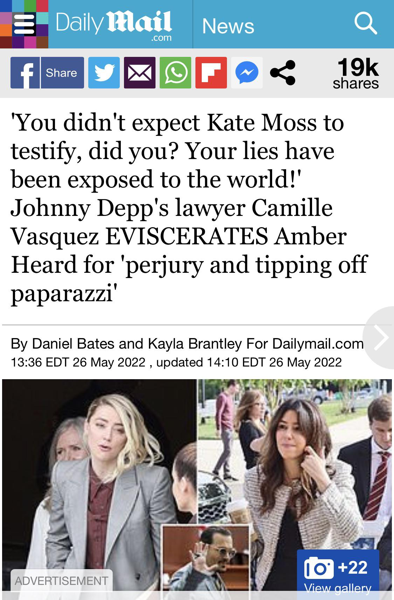 Daily Mail
.com
News
Share
19k
shares
'You didn't expect Kate Moss to
testify, did you? Your lies have
been exposed to the world!'
Johnny Depp's lawyer Camille
Vasquez EVISCERATES Amber
Heard for 'perjury and tipping off
paparazzi'
By Daniel Bates and Kayla Brantley For Dailymail.com
13:36 EDT 26 May 2022 , updated 14:10 EDT 26 May 2022
+22
View gallery
ADVERTISEMENT